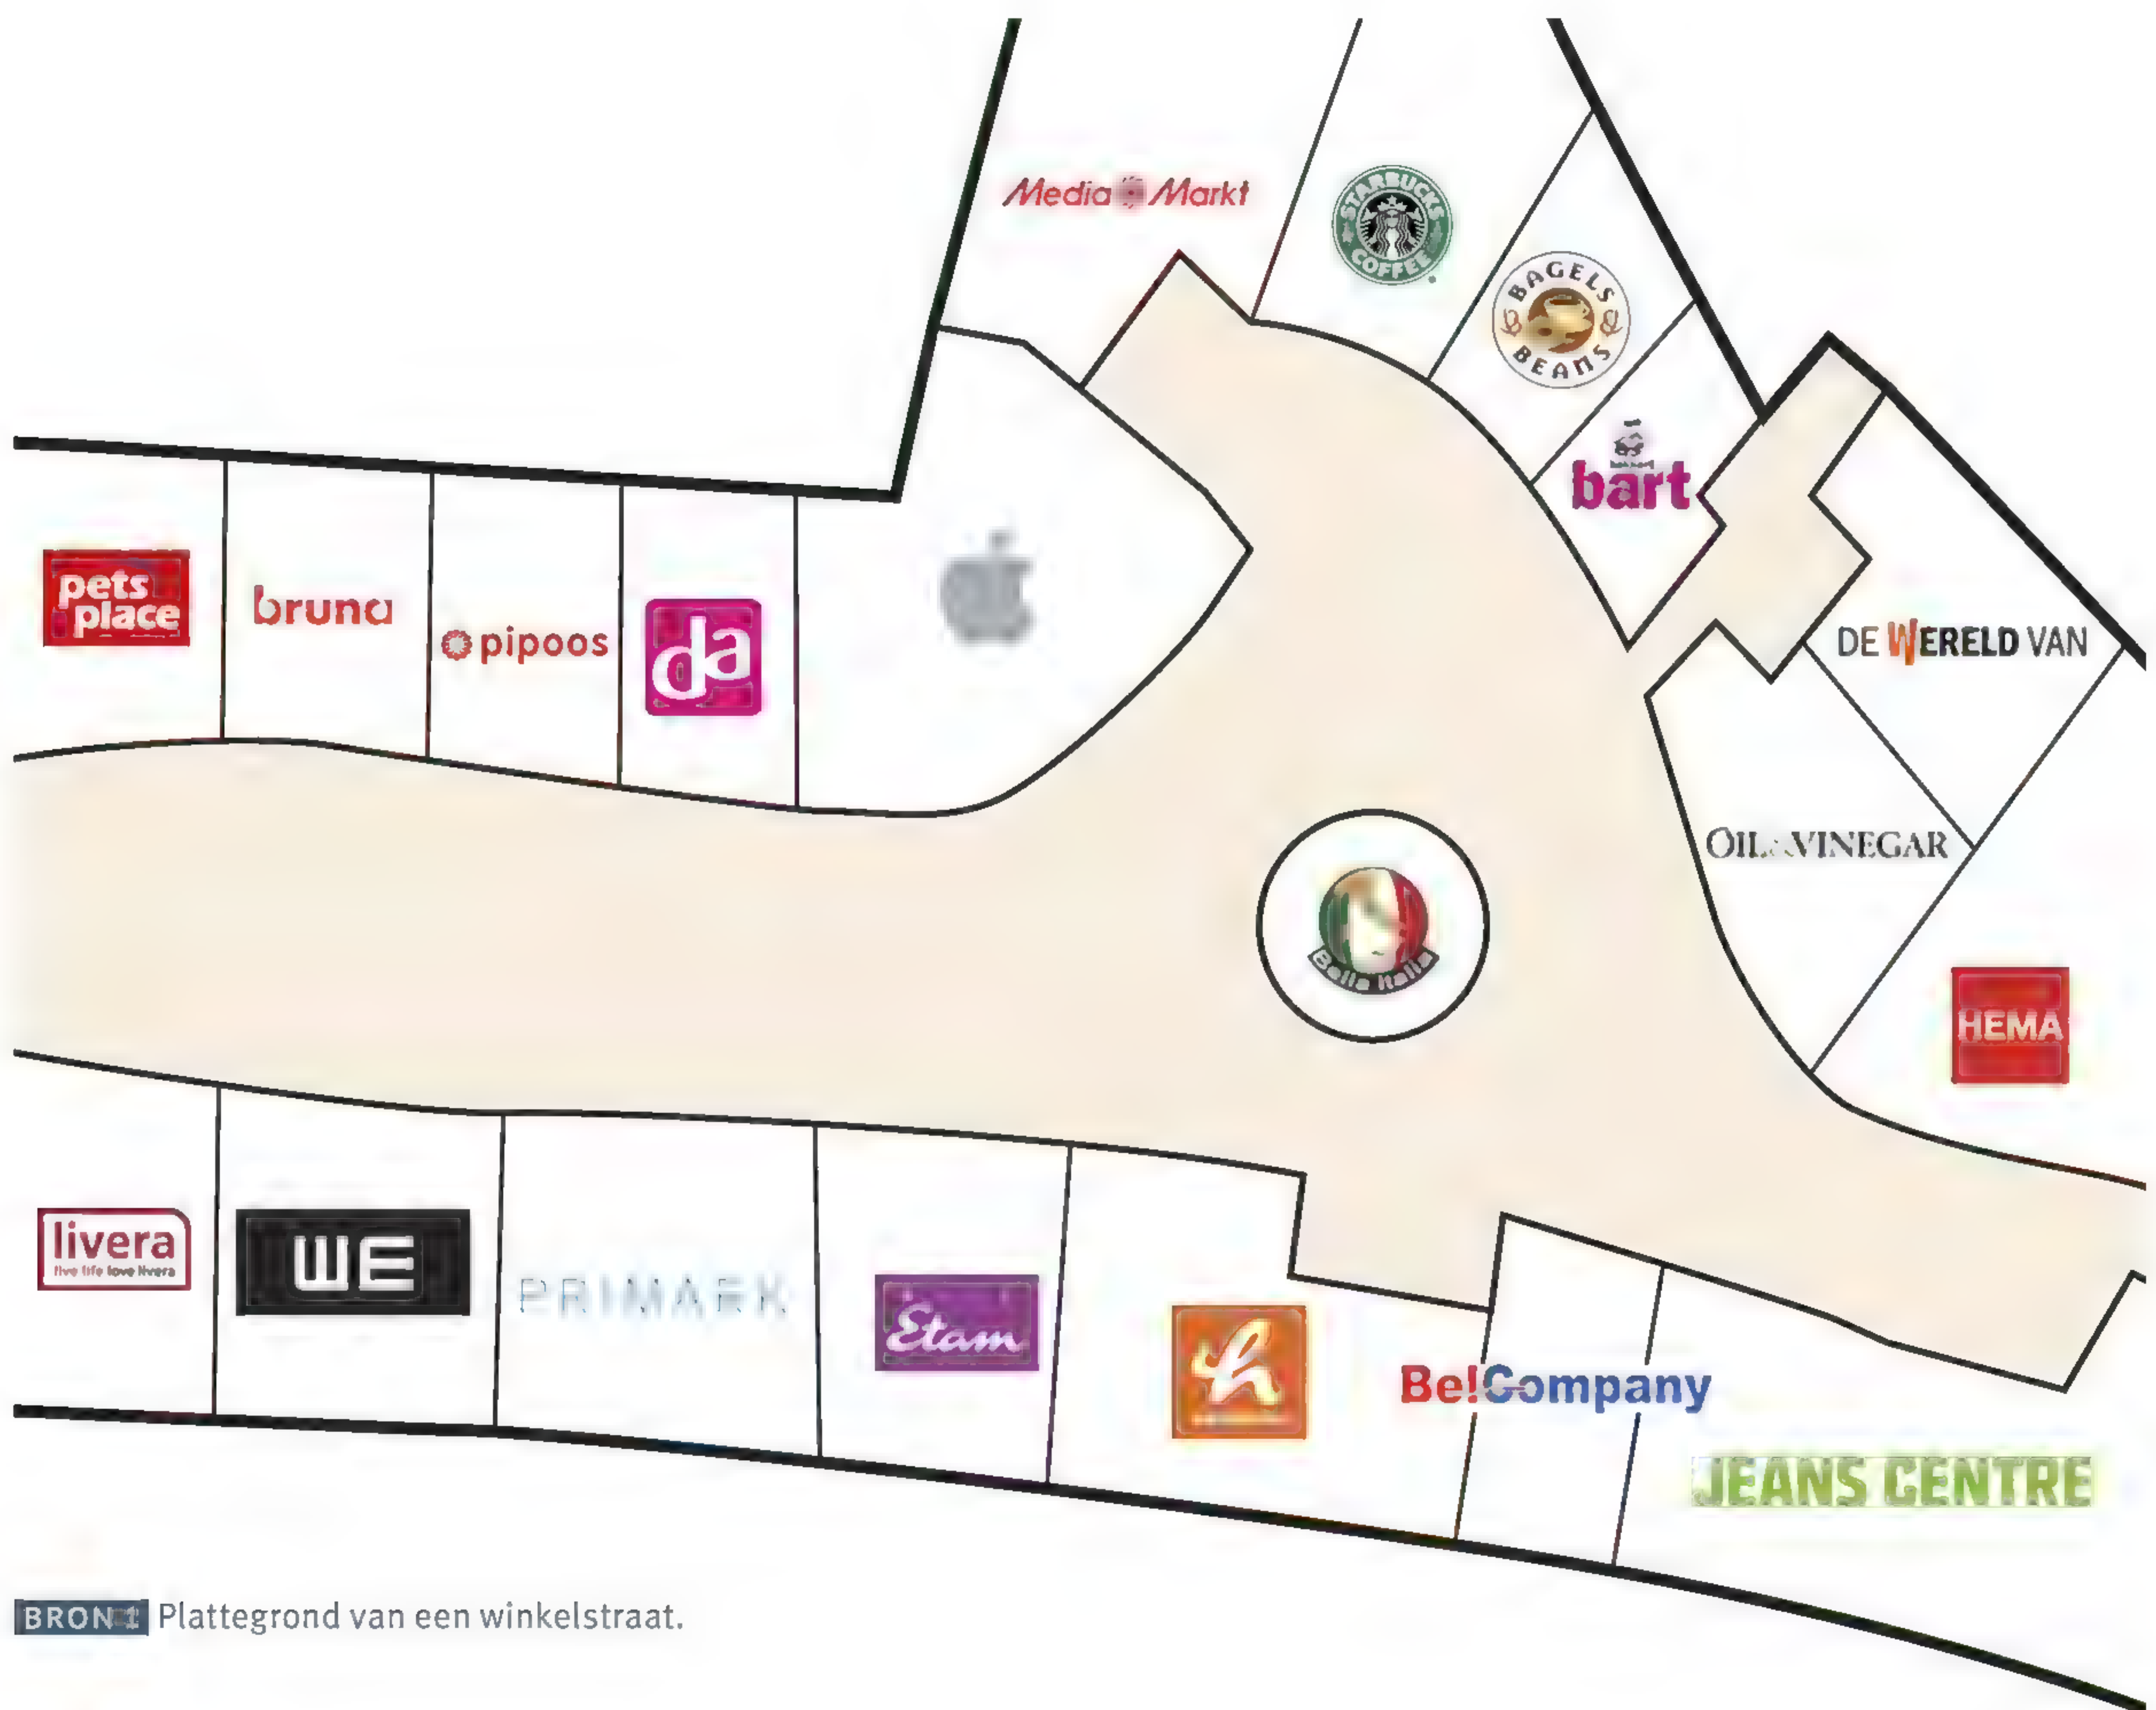 Media Markt
STARBUCKS
COFFEE
BAGELS
BEANS
bart
pets
place
bruna
pipoos
da
DE WERELD VAN
OIL & VINEGAR
Bella Italia
HEMA
livera
live life love livera
WE
PRIMARK
Etam
h
Bel Company
JEANS CENTRE
BRON 1 Plattegrond van een winkelstraat.